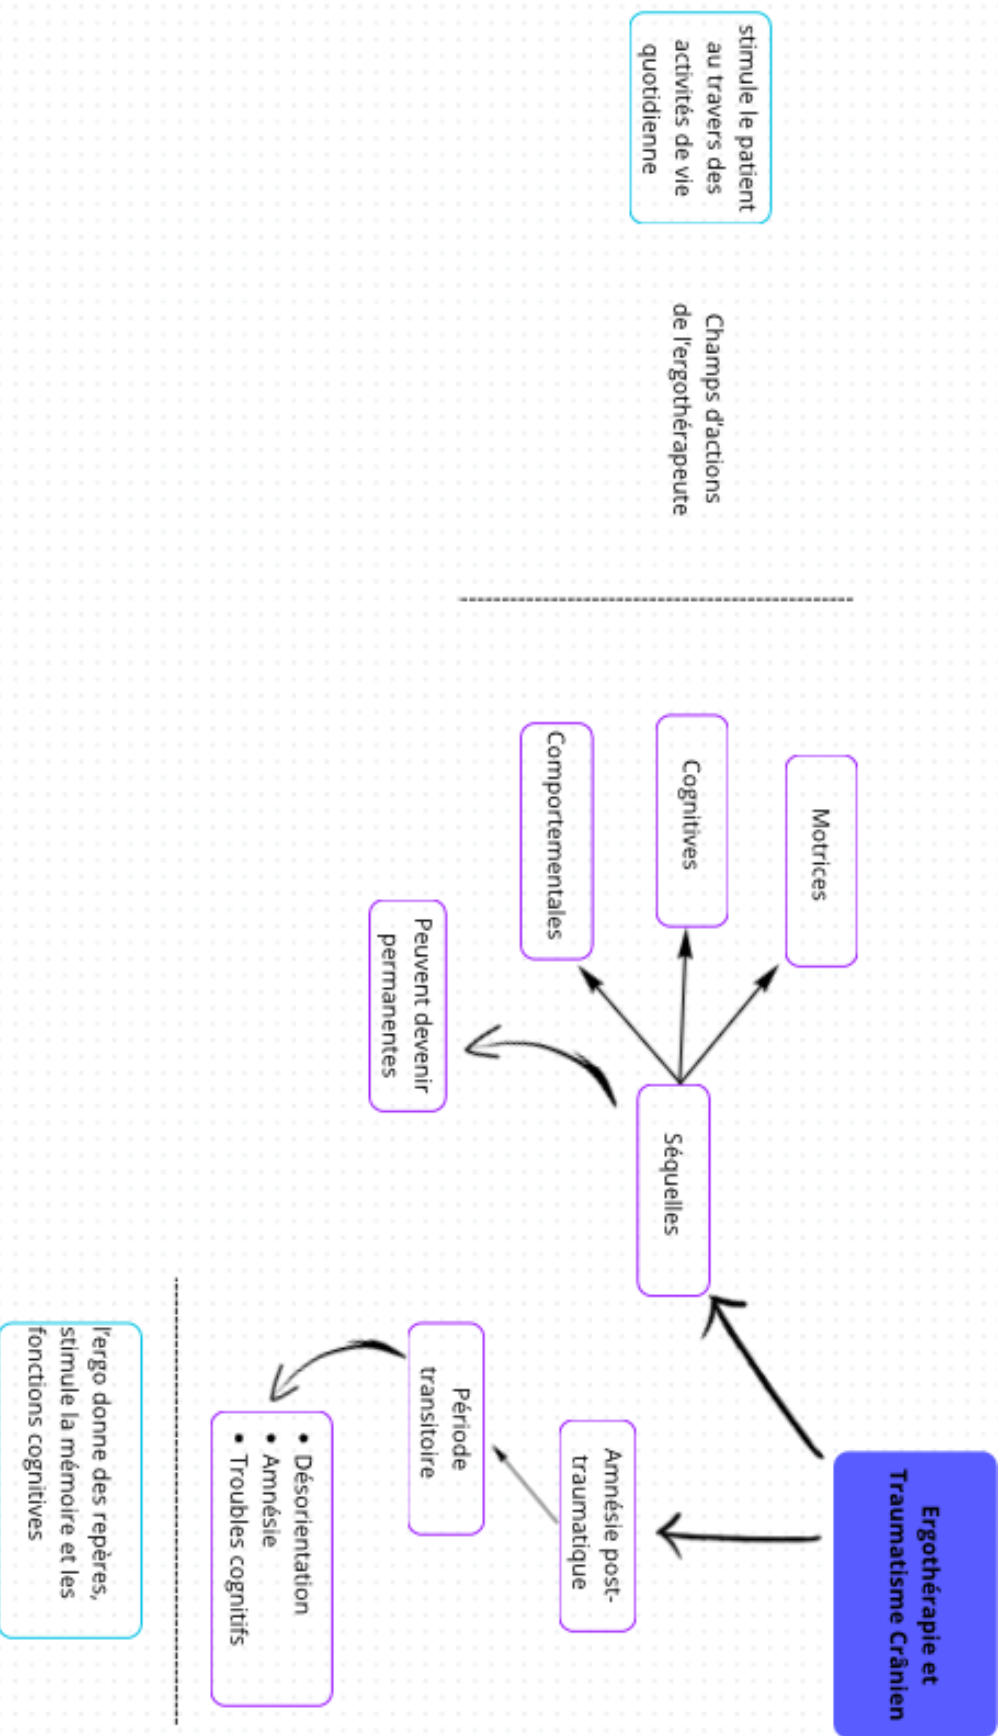 Ergothérapie et
Traumatisme Crânien
stimule le patient
au travers des
activités de vie
quotidienne
Champs d'actions
de l'ergothérapeute
Motrices
Cognitives
Comportementales
Séquelles
Peuvent devenir
permanentes
Amnésie post-
traumatique
Période
transitoire
• Désorientation
• Amnésie
• Troubles cognitifs
l'ergo donne des repères,
stimule la mémoire et les
fonctions cognitives